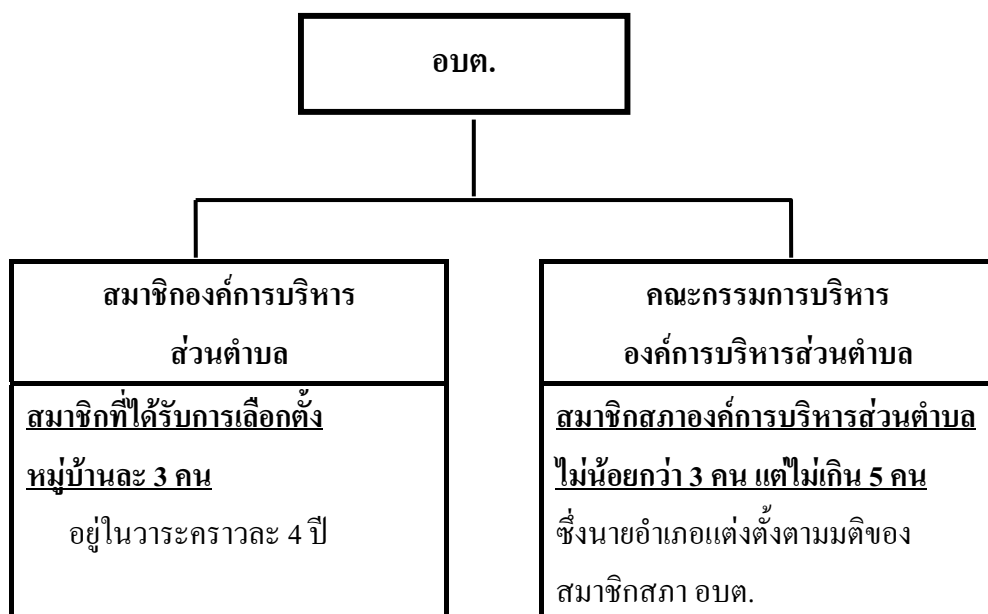 อบต.
สมาชิกองค์การบริหาร
ส่วนตำบล
สมาชิกที่ได้รับการเลือกตั้ง
หมู่บ้านละ 3 คน
อยู่ในวาระคราวละ 4 ปี
คณะกรรมการบริหาร
องค์การบริหารส่วนตำบล
สมาชิกสภาองค์การบริหารส่วนตำบล
ไม่น้อยกว่า 3 คน แต่ไม่เกิน 5 คน
ซึ่งนายอำเภอแต่งตั้งตามมติของ
สมาชิกสภา อบต.